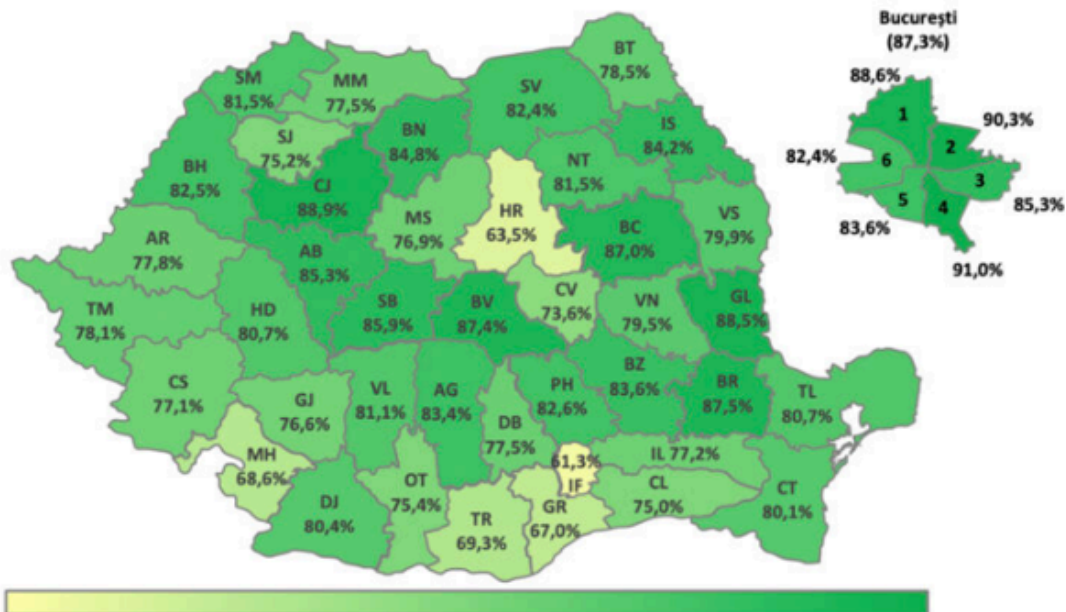 București
(87,3%)
88,6%
1
90,3%
2
82,4%
6
3
85,3%
5
4
83,6%
91,0%
BT
78,5%
SM
81,5%
MM
77,5%
SV
82,4%
SJ
75,2%
BN
84,8%
IS
84,2%
BH
82,5%
CJ
88,9%
NT
81,5%
MS
76,9%
HR
63,5%
BC
87,0%
VS
79,9%
AR
77,8%
AB
85,3%
TM
78,1%
HD
80,7%
SB
85,9%
BV
87,4%
CV
73,6%
VN
79,5%
GL
88,5%
CS
77,1%
GJ
76,6%
VL
81,1%
AG
83,4%
DB
77,5%
PH
82,6%
BZ
83,6%
BR
87,5%
TL
80,7%
MH
68,6%
61,3%
IF
IL 77,2%
DJ
80,4%
OT
75,4%
TR
69,3%
GR
67,0%
CL
75,0%
CT
80,1%